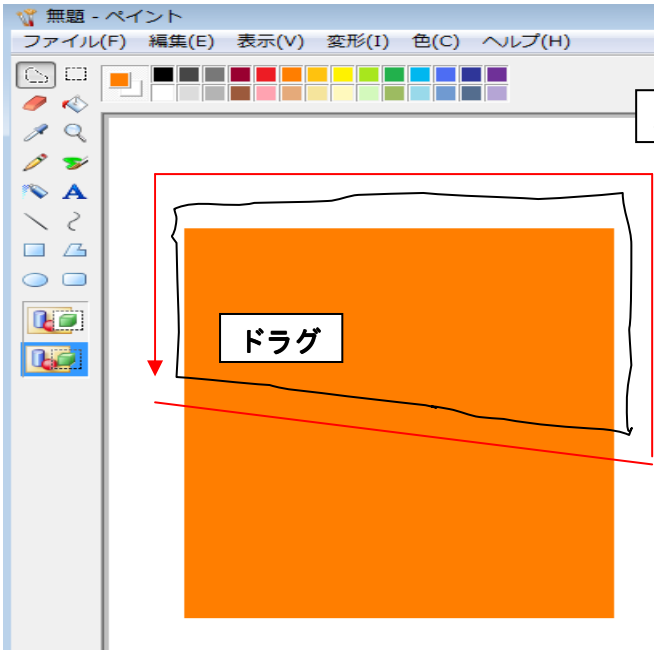 無題 - ペイント
ファイル(F) 編集(E) 表示(V) 変形(I) 色(C) ヘルプ(H)
A
ドラグ